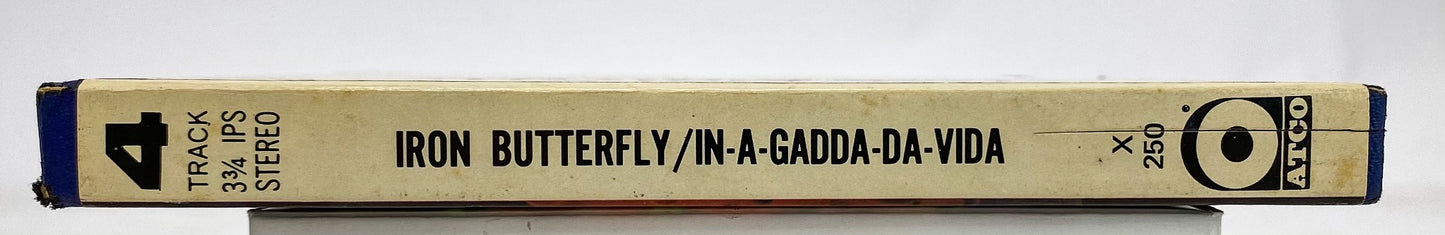 4
TRACK
3¾ IPS
STEREO
IRON BUTTERFLY/IN-A-GADDA-DA-VIDA
X
250
ATCO